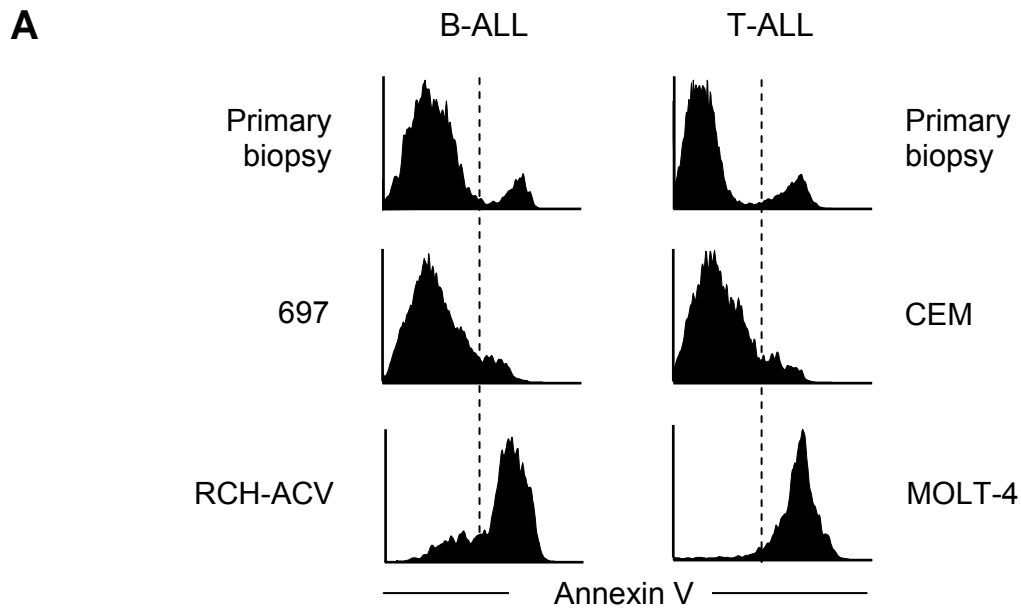 A
B-ALL
T-ALL
Primary
biopsy
Primary
biopsy
697
CEM
RCH-ACV
MOLT-4
Annexin V